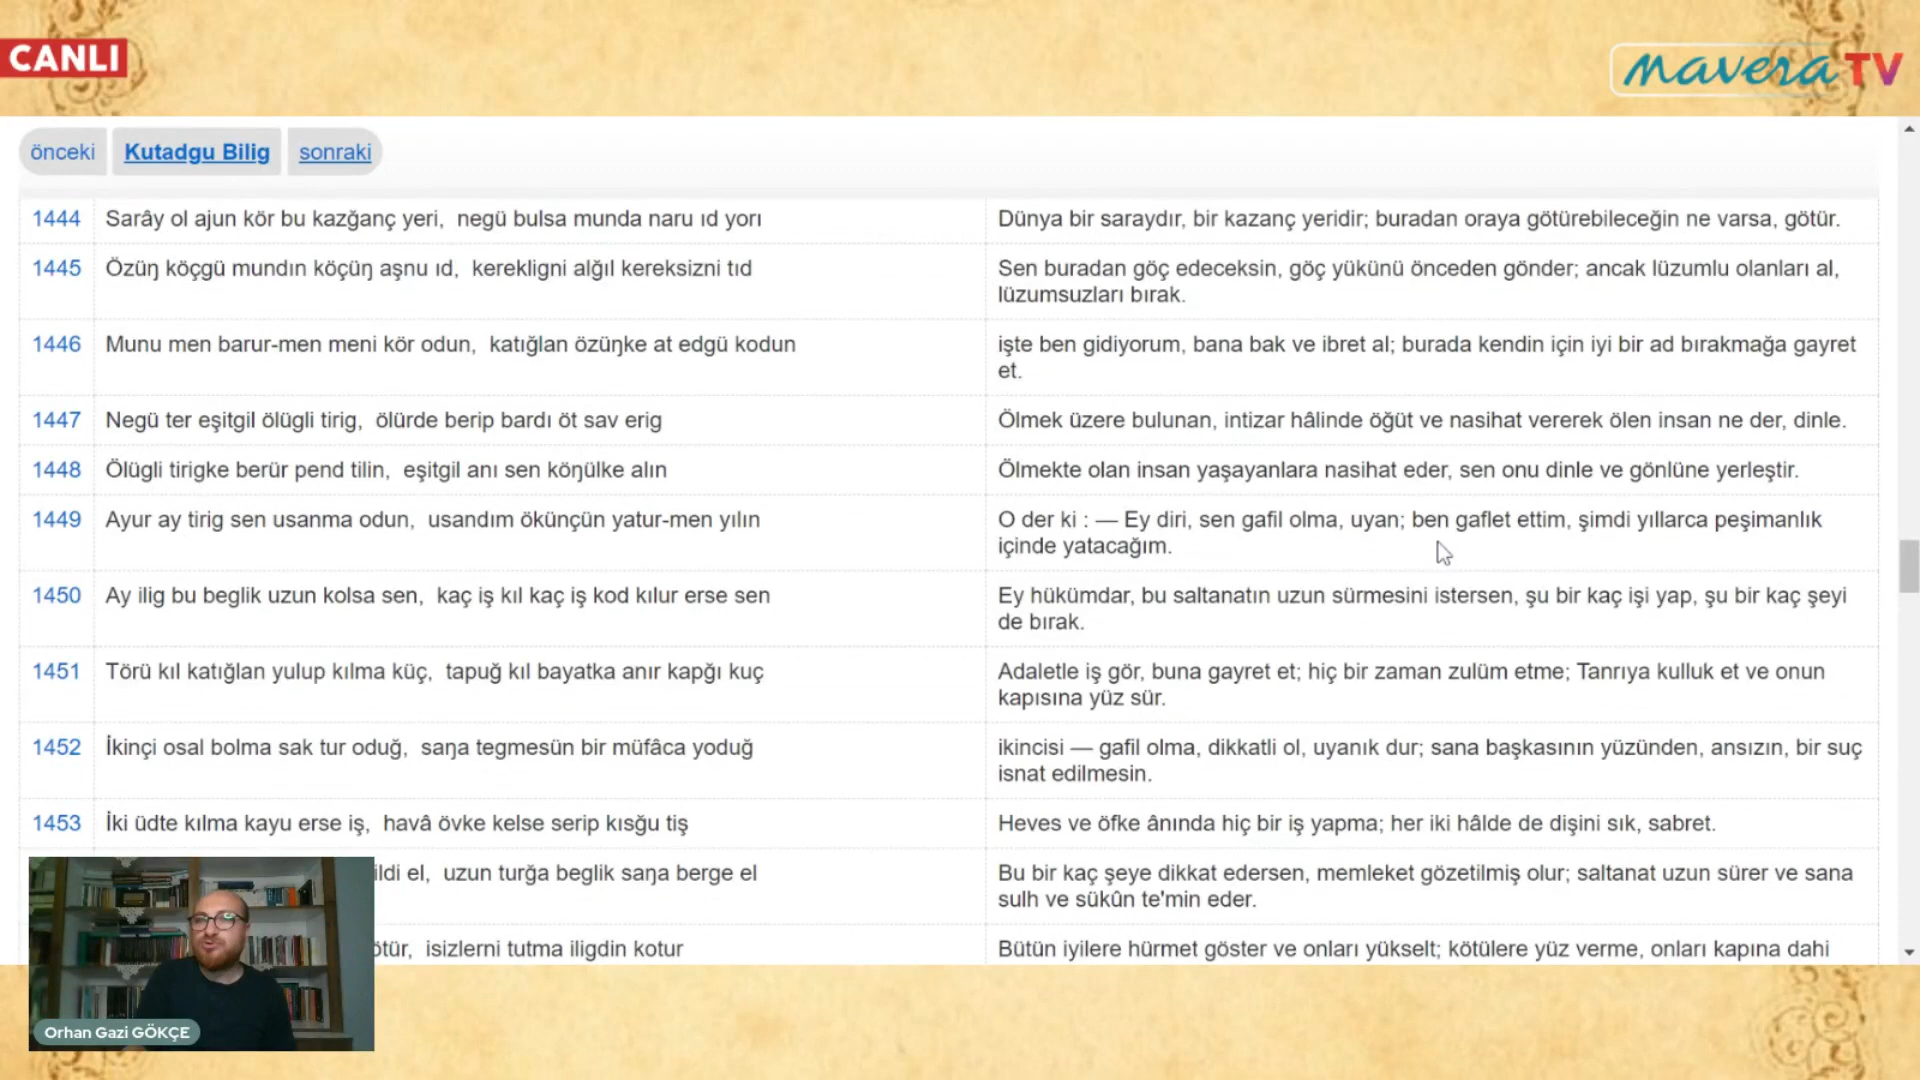 CANLI
mavera TV
önceki Kutadgu Bilig sonraki
1444 Sarây ol ajun kör bu kazğanç yeri, negü bulsa munda naru ıd yorı Dünya bir saraydır, bir kazanç yeridir; buradan oraya götürebileceğin ne varsa, götür.
1445 Özüŋ köçgü mundın köçüŋ aşnu ıd, kerekligni alğıl kereksizni tıd Sen buradan göç edeceksin, göç yükünü önceden gönder; ancak lüzumlu olanları al,
lüzumsuzları bırak.
1446 Munu men barur-men meni kör odun, katığlan özüŋke at edgü kodun işte ben gidiyorum, bana bak ve ibret al; burada kendin için iyi bir ad bırakmağa gayret
et.
1447 Negü ter eşitgil ölügli tirig, ölürde berip bardı öt sav erig Ölmek üzere bulunan, intizar hâlinde öğüt ve nasihat vererek ölen insan ne der, dinle.
1448 Ölügli tirigke berür pend tilin, eşitgil anı sen köŋülke alın Ölmekte olan insan yaşayanlara nasihat eder, sen onu dinle ve gönlüne yerleştir.
1449 Ayur ay tirig sen usanma odun, usandım ökünçün yatur-men yılın O der ki : — Ey diri, sen gafil olma, uyan; ben gaflet ettim, şimdi yıllarca peşimanlık
içinde yatacağım.
1450 Ay ilig bu beglik uzun kolsa sen, kaç iş kıl kaç iş kod kılur erse sen Ey hükümdar, bu saltanatın uzun sürmesini istersen, şu bir kaç işi yap, şu bir kaç şeyi
de bırak.
1451 Törü kıl katığlan yulup kılma küç, tapuğ kıl bayatka anır kapğı kuç Adaletle iş gör, buna gayret et; hiç bir zaman zulüm etme; Tanrıya kulluk et ve onun
kapısına yüz sür.
1452 İkinçi osal bolma sak tur oduğ, saŋa tegmesün bir müfâca yoduğ ikincisi — gafil olma, dikkatli ol, uyanık dur; sana başkasının yüzünden, ansızın, bir suç
isnat edilmesin.
1453 İki üdte kılma kayu erse iş, havâ övke kelse serip kısğu tiş Heves ve öfke ânında hiç bir iş yapma; her iki hâlde de dişini sık, sabret.
ildi el, uzun turğa beglik saŋa berge el Bu bir kaç şeye dikkat edersen, memleket gözetilmiş olur; saltanat uzun sürer ve sana
sulh ve sükûn te'min eder.
ötür, isizlerni tutma iligdin kotur Bütün iyilere hürmet göster ve onları yükselt; kötülere yüz verme, onları kapına dahi
Orhan Gazi GÖKÇE